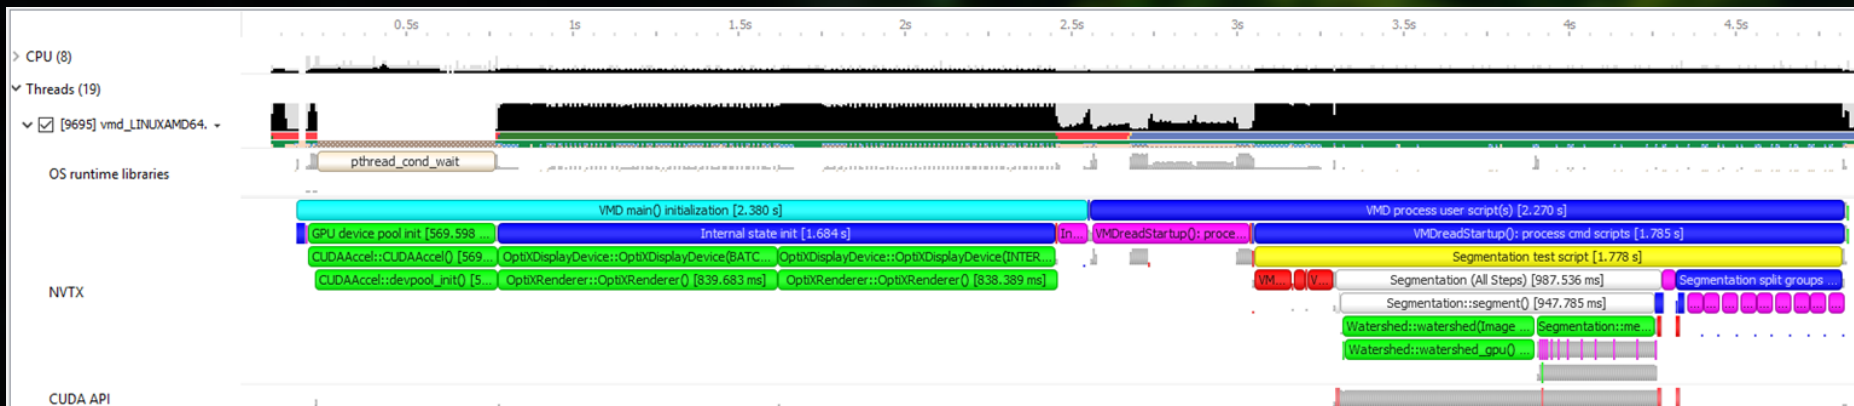 0.5s 1s 1.5s 2s 2.5s 3s 3.5s 4s 4.5s
CPU (8)
Threads (19)
[9695] vmd_LINUXAMD64.
OS runtime libraries
pthread_cond_wait
NVTX
VMD main() initialization [2.380 s] VMD process user script(s) [2.270 s]
GPU device pool init [569.598 ... Internal state init [1.684 s] In... VMDreadStartup(): proce... VMDreadStartup(): process cmd scripts [1.785 s]
CUDAAccel::CUDAAccel() [569... OptiXDisplayDevice::OptiXDisplayDevice(BATC... OptiXDisplayDevice::OptiXDisplayDevice(INTER... Segmentation test script [1.778 s]
CUDAAccel::devpool_init() [5... OptiXRenderer::OptiXRenderer() [839.683 ms] OptiXRenderer::OptiXRenderer() [838.389 ms] VM... V... Segmentation (All Steps) [987.536 ms] Segmentation split groups ...
Segmentation::segment() [947.785 ms] ... ... ... ... ... ... ... ... ...
Watershed::watershed(Image ... Segmentation::me...
Watershed::watershed_gpu() ...
CUDA API